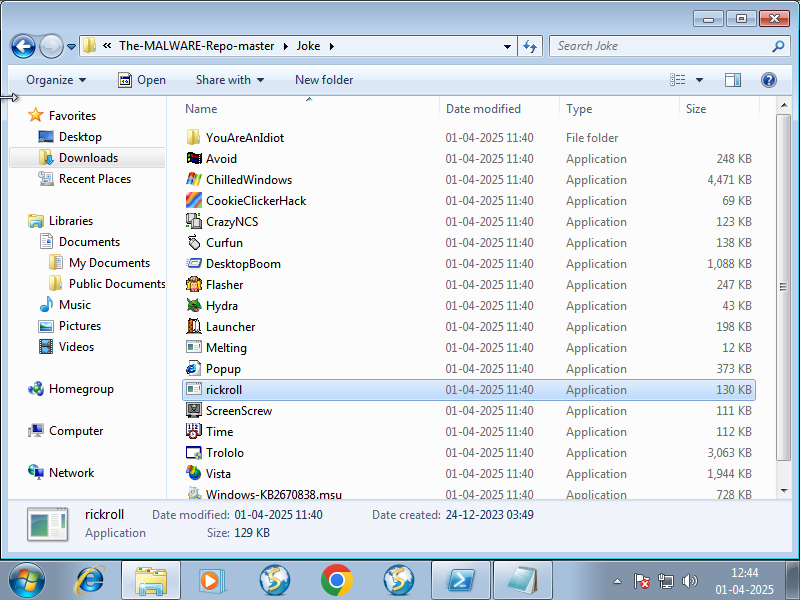 « The-MALWARE-Repo-master Joke
Search Joke
Organize Open Share with New folder
Name Date modified Type Size
Favorites
Desktop
Downloads
Recent Places
Libraries
Documents
My Documents
Public Documents
Music
Pictures
Videos
Homegroup
Computer
Network
YouAreAnIdiot 01-04-2025 11:40 File folder
Avoid 01-04-2025 11:40 Application 248 KB
ChilledWindows 01-04-2025 11:40 Application 4,471 KB
CookieClickerHack 01-04-2025 11:40 Application 69 KB
CrazyNCS 01-04-2025 11:40 Application 123 KB
Curfun 01-04-2025 11:40 Application 138 KB
DesktopBoom 01-04-2025 11:40 Application 1,088 KB
Flasher 01-04-2025 11:40 Application 247 KB
Hydra 01-04-2025 11:40 Application 43 KB
Launcher 01-04-2025 11:40 Application 198 KB
Melting 01-04-2025 11:40 Application 12 KB
Popup 01-04-2025 11:40 Application 373 KB
rickroll 01-04-2025 11:40 Application 130 KB
ScreenScrew 01-04-2025 11:40 Application 111 KB
Time 01-04-2025 11:40 Application 112 KB
Trololo 01-04-2025 11:40 Application 3,063 KB
Vista 01-04-2025 11:40 Application 1,944 KB
Windows-KB2670838.msu 01-04-2025 11:40 Application 728 KB
rickroll Date modified: 01-04-2025 11:40 Date created: 24-12-2023 03:49
Application Size: 129 KB
12:44
01-04-2025